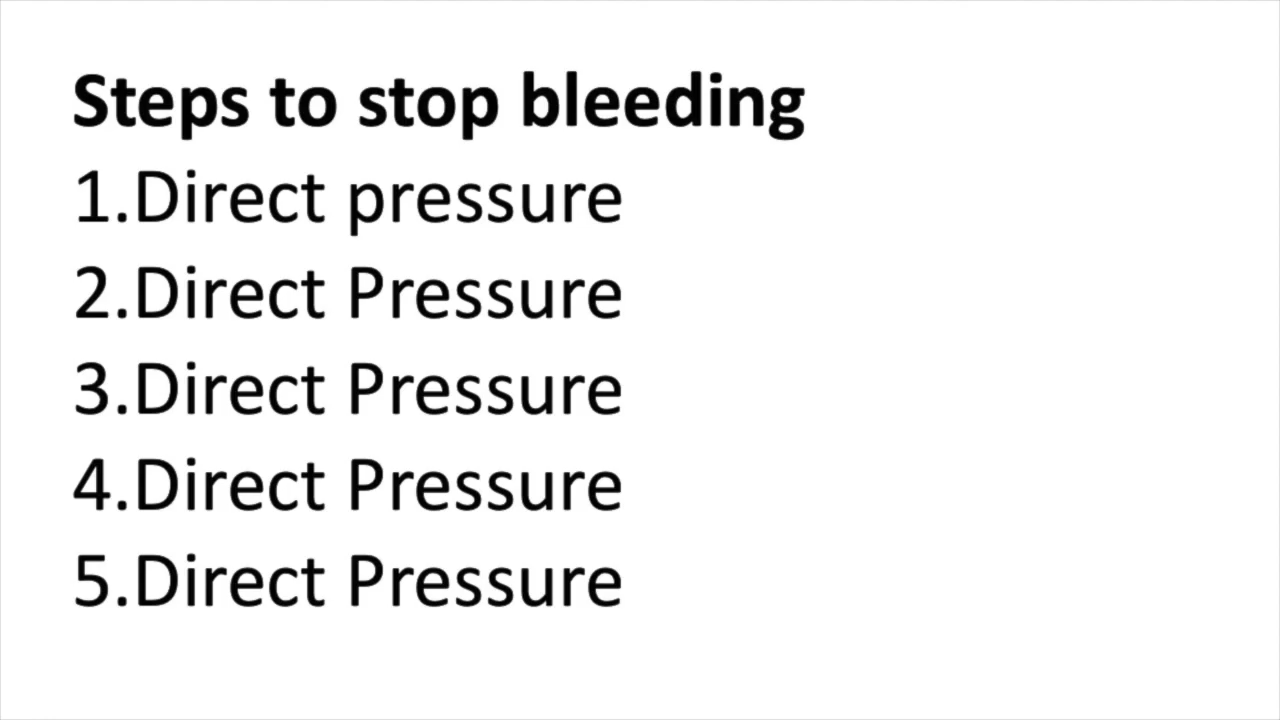 Steps to stop bleeding
1.Direct pressure
2.Direct Pressure
3.Direct Pressure
4.Direct Pressure
5.Direct Pressure